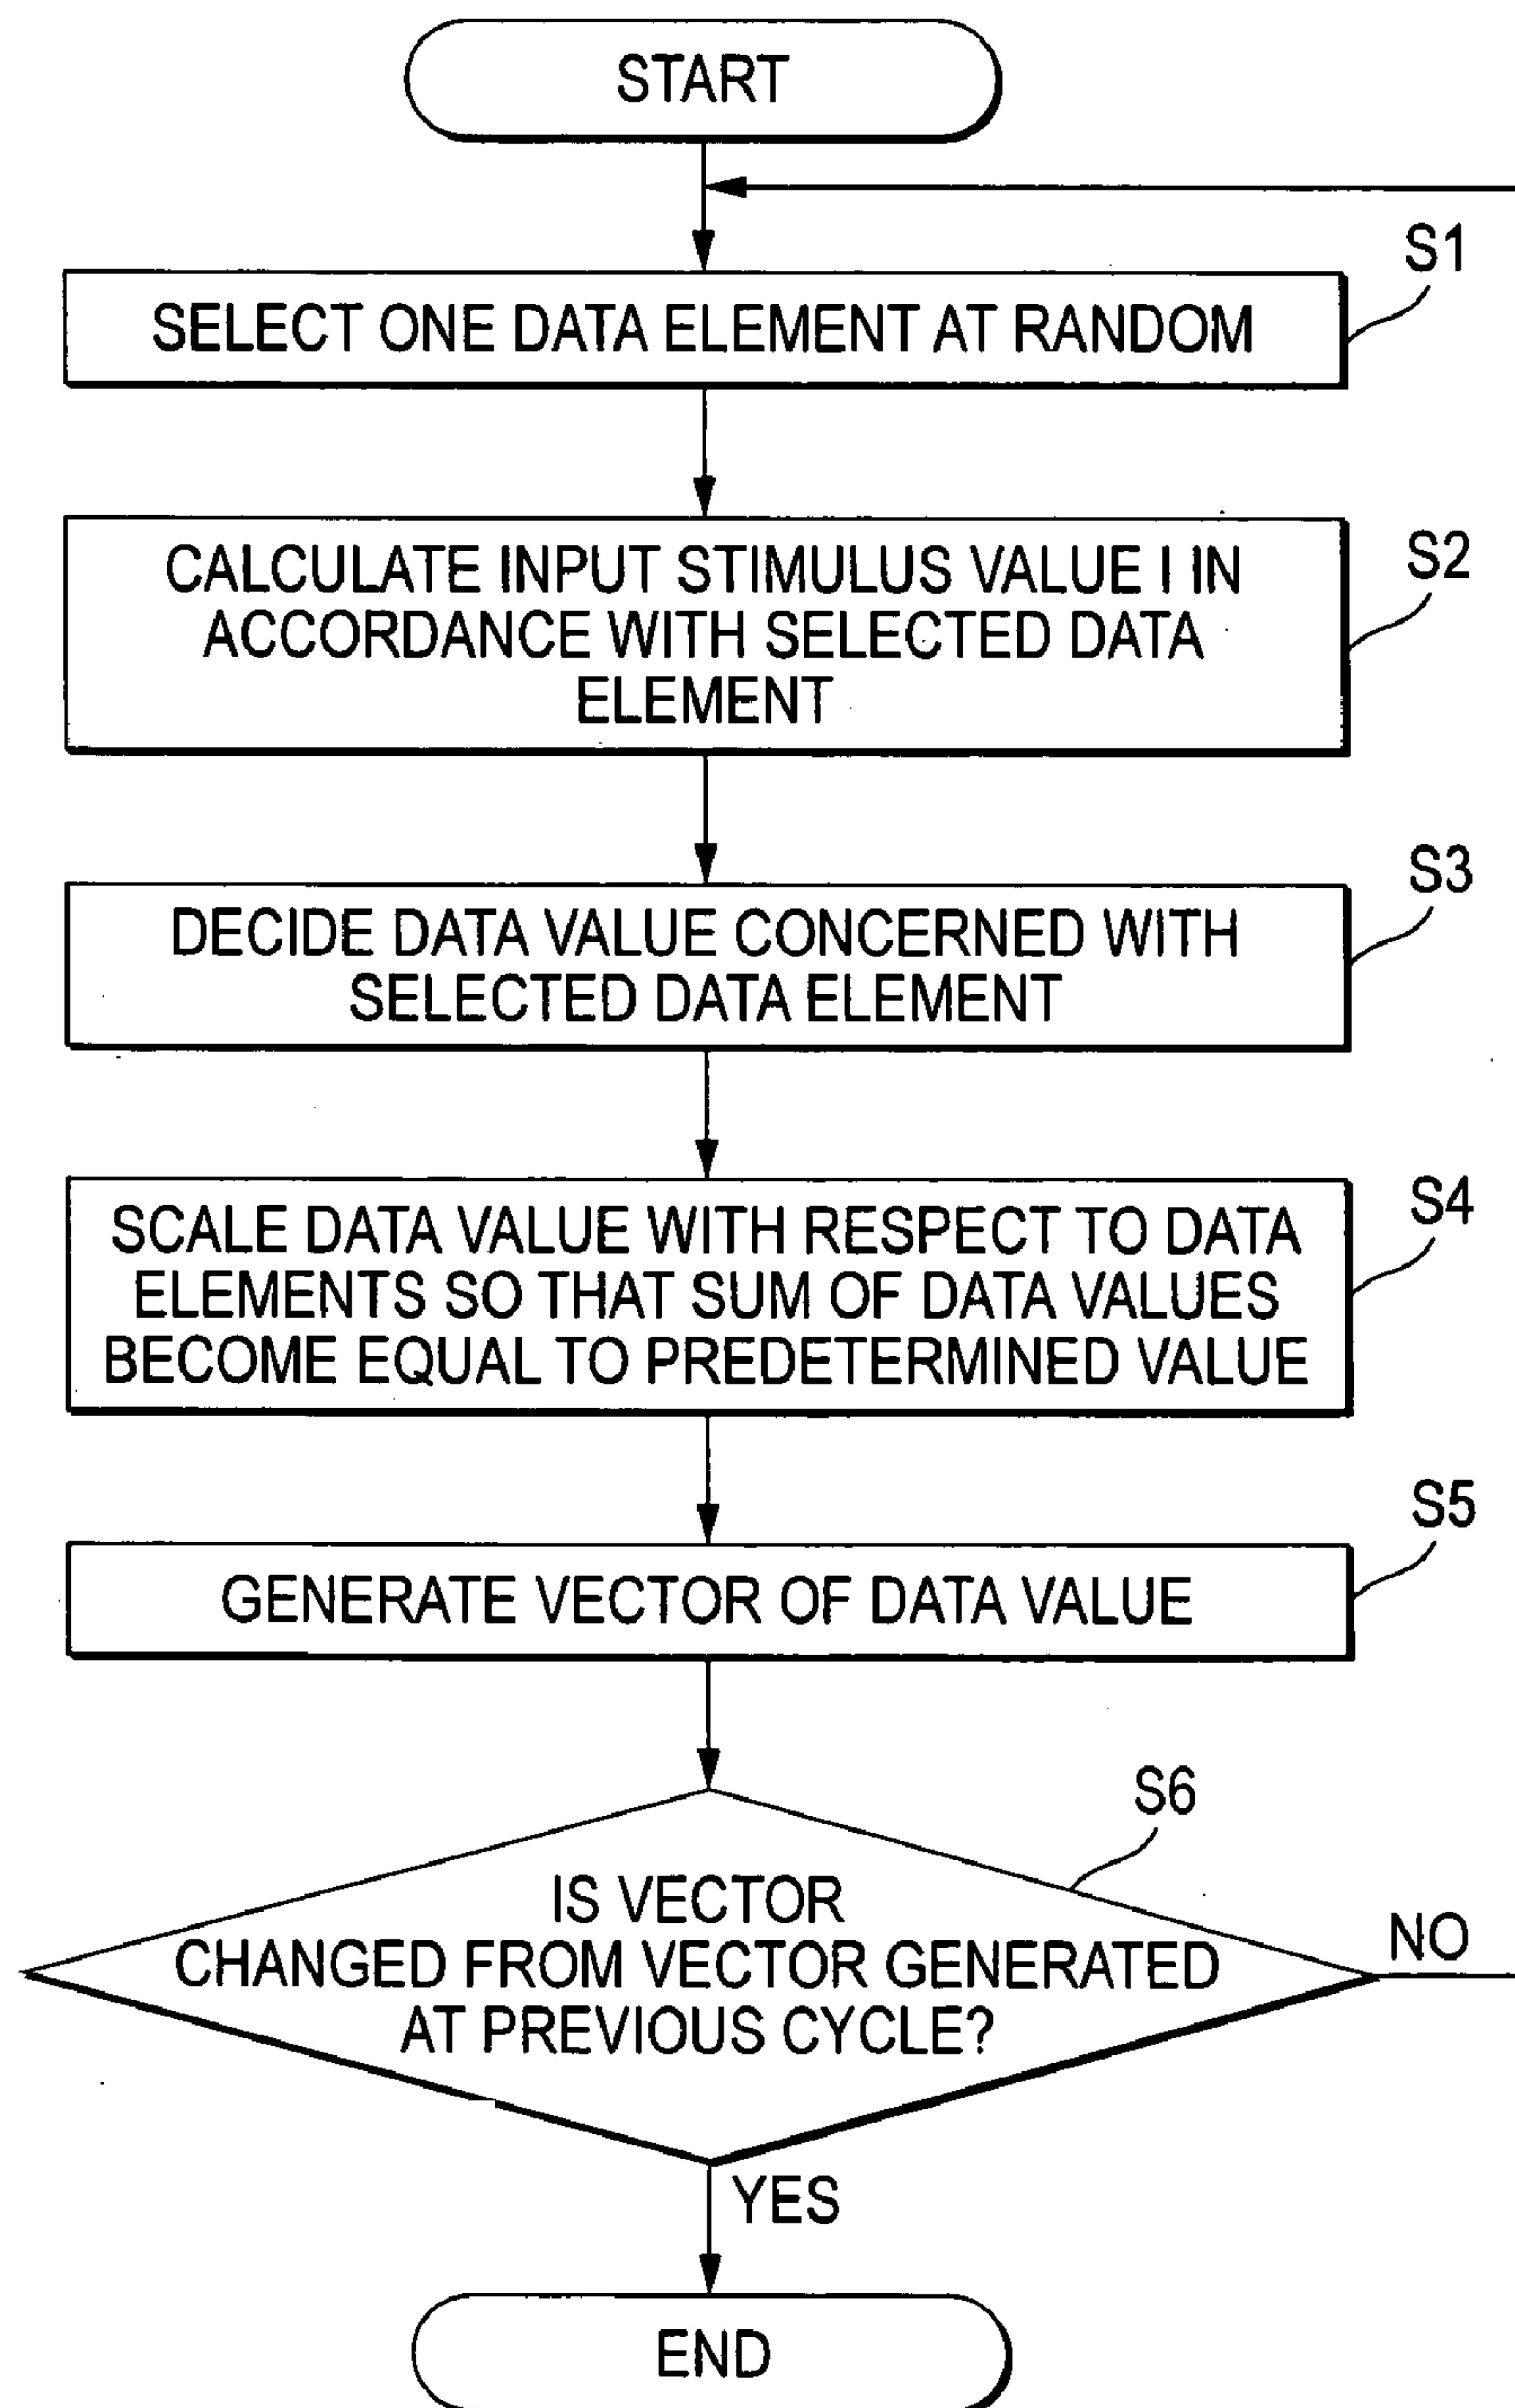 START
S1
SELECT ONE DATA ELEMENT AT RANDOM
S2
CALCULATE INPUT STIMULUS VALUE I IN
ACCORDANCE WITH SELECTED DATA
ELEMENT
S3
DECIDE DATA VALUE CONCERNED WITH
SELECTED DATA ELEMENT
S4
SCALE DATA VALUE WITH RESPECT TO DATA
ELEMENTS SO THAT SUM OF DATA VALUES
BECOME EQUAL TO PREDETERMINED VALUE
S5
GENERATE VECTOR OF DATA VALUE
S6
IS VECTOR
CHANGED FROM VECTOR GENERATED
AT PREVIOUS CYCLE?
NO
YES
END